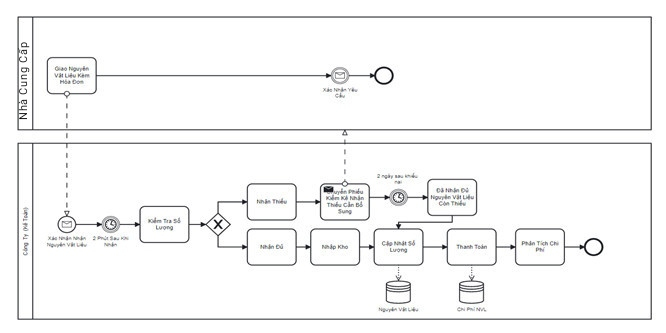 Nhà Cung Cấp
Giao Nguyên
Vật Liệu Kèm
Hóa Đơn
Xác Nhận Yêu
Cầu
Công Ty (Kế Toán)
Xác Nhận Nhận
Nguyên Vật Liệu
2 Phút Sau Khi
Nhận
Kiểm Tra Số
Lượng
Nhận Thiếu
Chuyển Phiếu
Kiểm Kê Nhận
Thiếu Cần Bổ
Sung
2 ngày sau khiếu
nại
Đã Nhận Đủ
Nguyên Vật Liệu
Còn Thiếu
Nhận Đủ
Nhập Kho
Cập Nhật Số
Lượng
Thanh Toán
Phân Tích Chi
Phí
Nguyên Vật Liệu
Chi Phí NVL